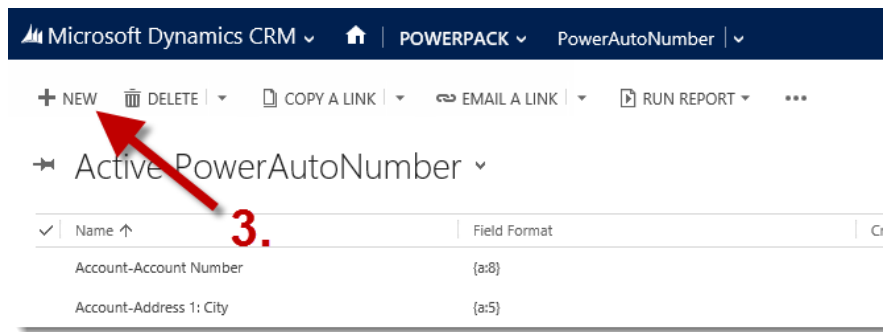 Microsoft Dynamics CRM POWERPACK PowerAutoNumber
NEW DELETE COPY A LINK EMAIL A LINK RUN REPORT •••
Active PowerAutoNumber
3.
Name Field Format Cr
Account-Account Number {a:8}
Account-Address 1: City {a:5}